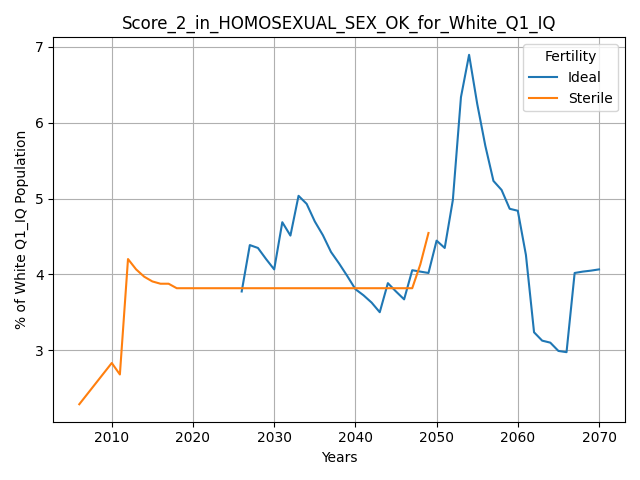 Score_2_in_HOMOSEXUAL_SEX_OK_for_White_Q1_IQ
% of White Q1_IQ Population
7
6
5
4
3
Fertility
Ideal
Sterile
2010 2020 2030 2040 2050 2060 2070
Years